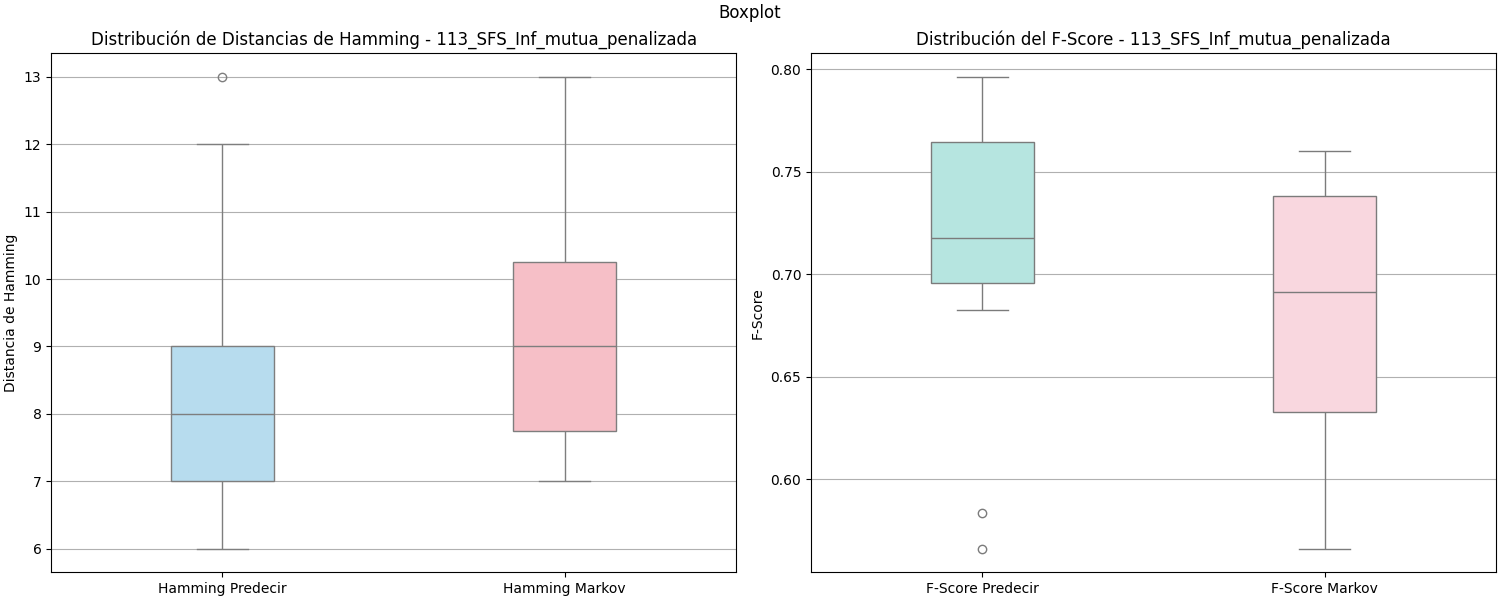 Boxplot
Distribución de Distancias de Hamming - 113_SFS_Inf_mutua_penalizada
Distancia de Hamming
13
12
11
10
9
8
7
6
Hamming Predecir
Hamming Markov
Distribución del F-Score - 113_SFS_Inf_mutua_penalizada
F-Score
0.80
0.75
0.70
0.65
0.60
F-Score Predecir
F-Score Markov